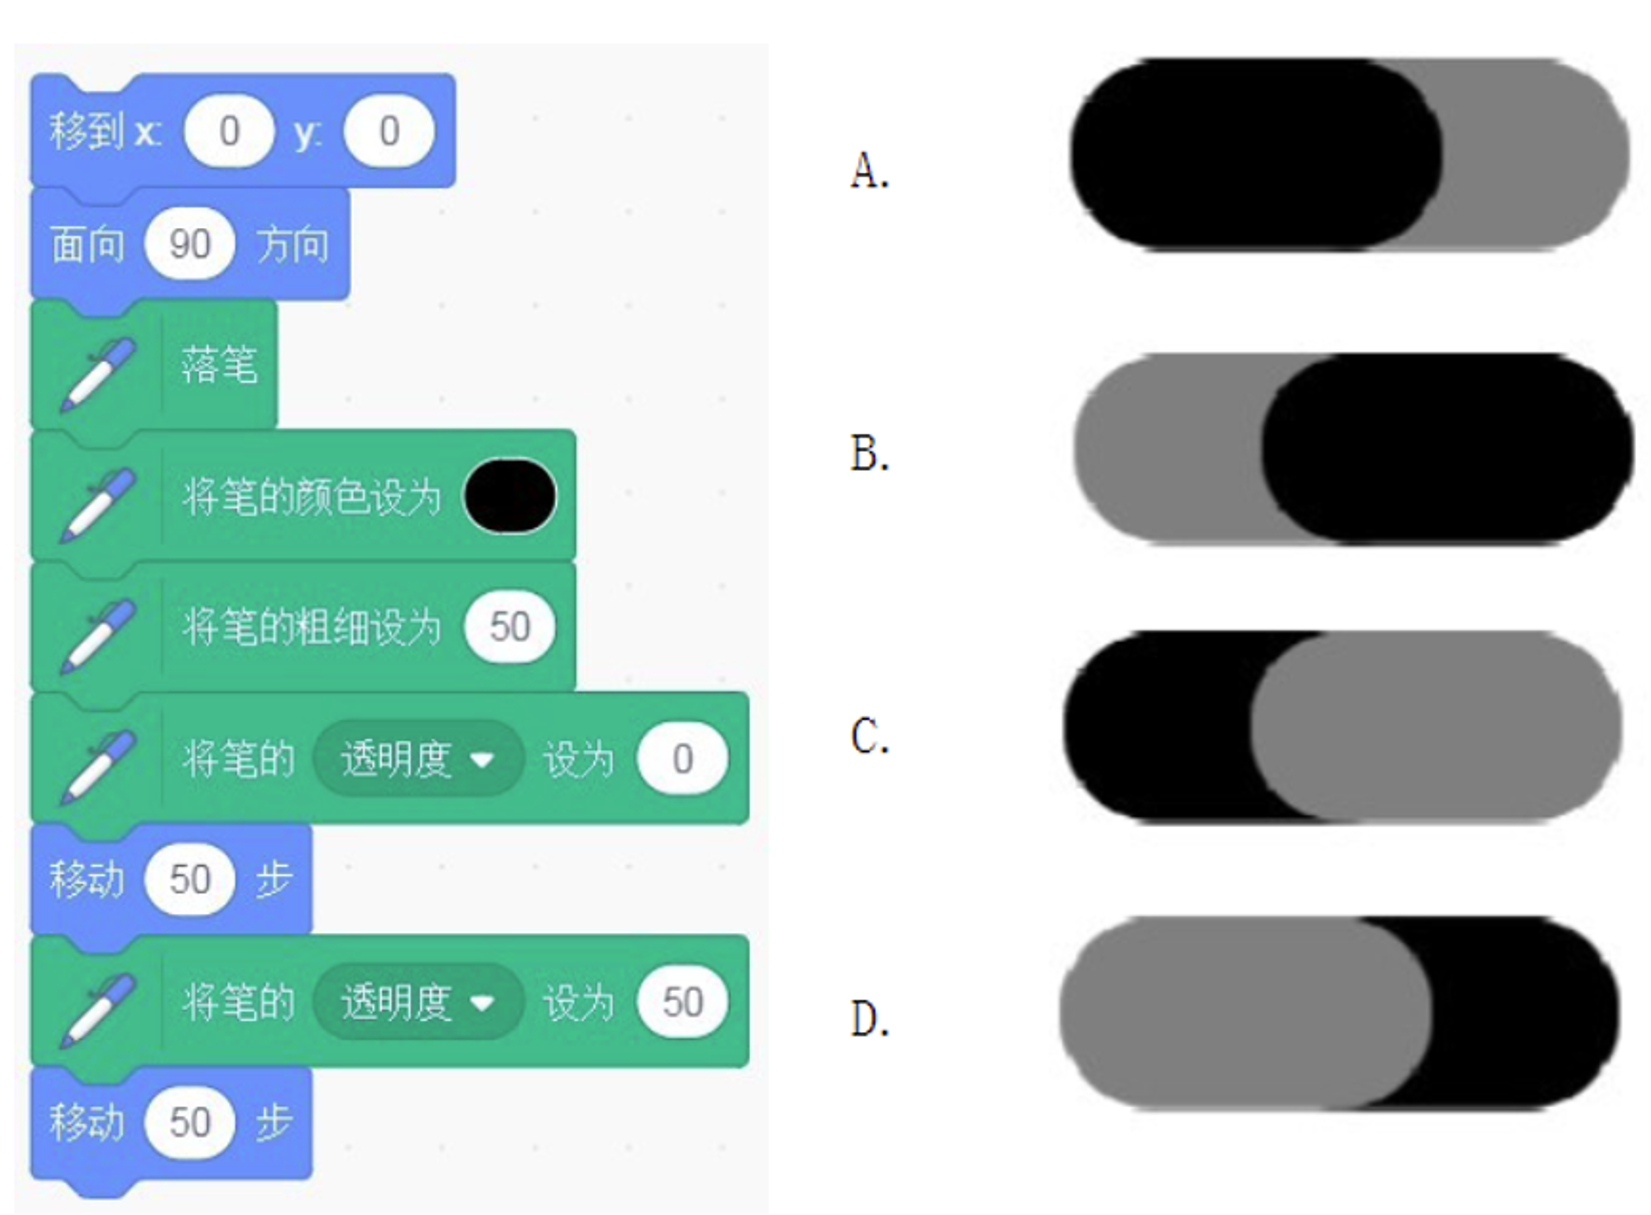 移到 x: 0 y: 0
面向 90 方向
落笔
将笔的颜色设为
将笔的粗细设为 50
将笔的 透明度 设为 0
移动 50 步
将笔的 透明度 设为 50
移动 50 步
A.
B.
C.
D.